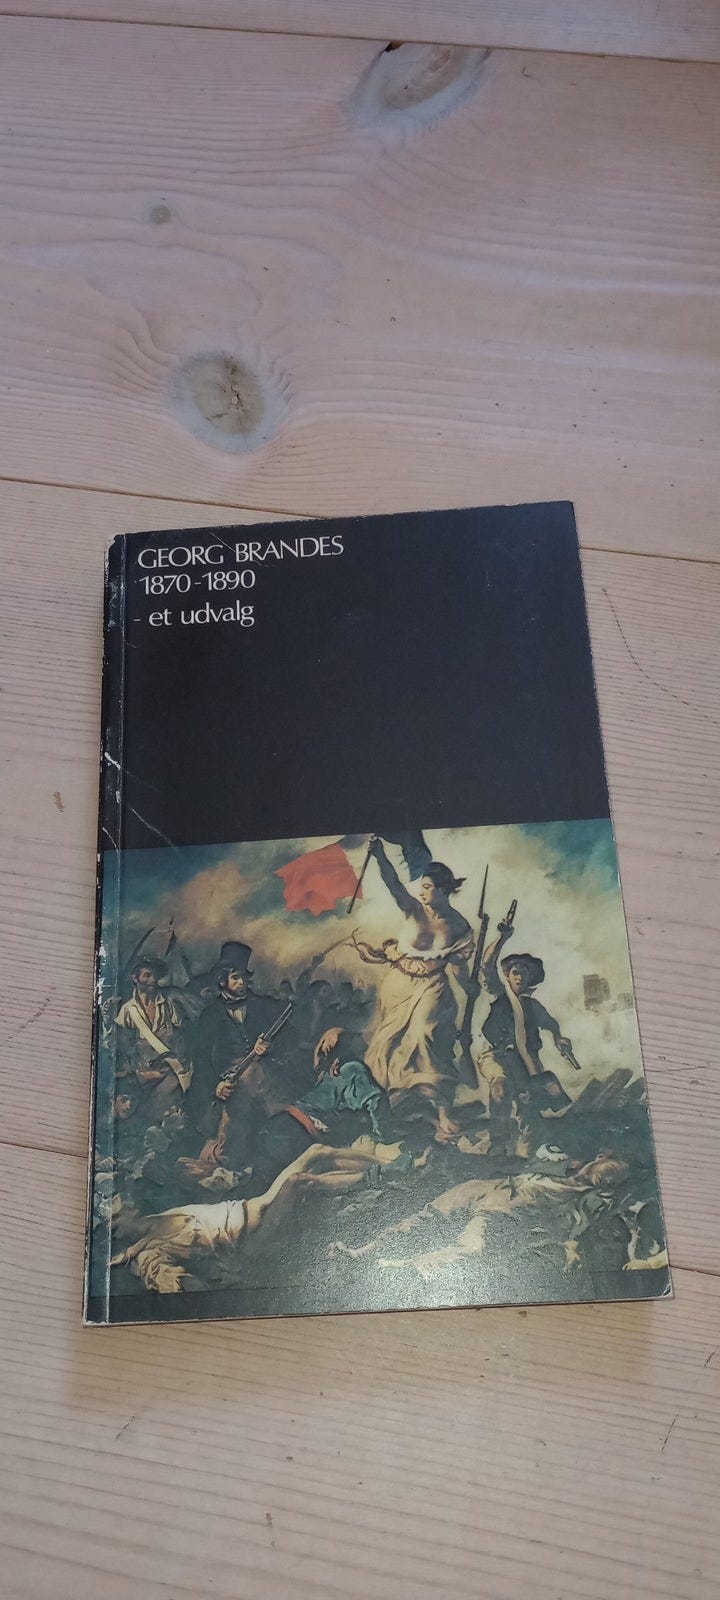 GEORG BRANDES
1870-1890
- et udvalg